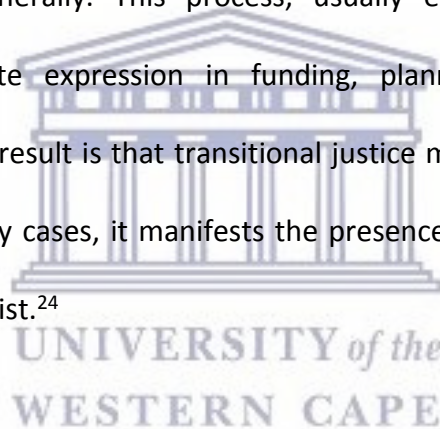 nerally. This process, usually e
te expression in funding, plann
result is that transitional justice m
y cases, it manifests the presence
ist.²⁴
UNIVERSITY of the
WESTERN CAPE